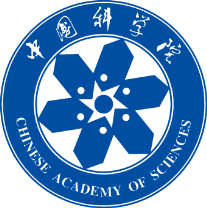 中国科学院
CHINESE ACADEMY OF SCIENCES